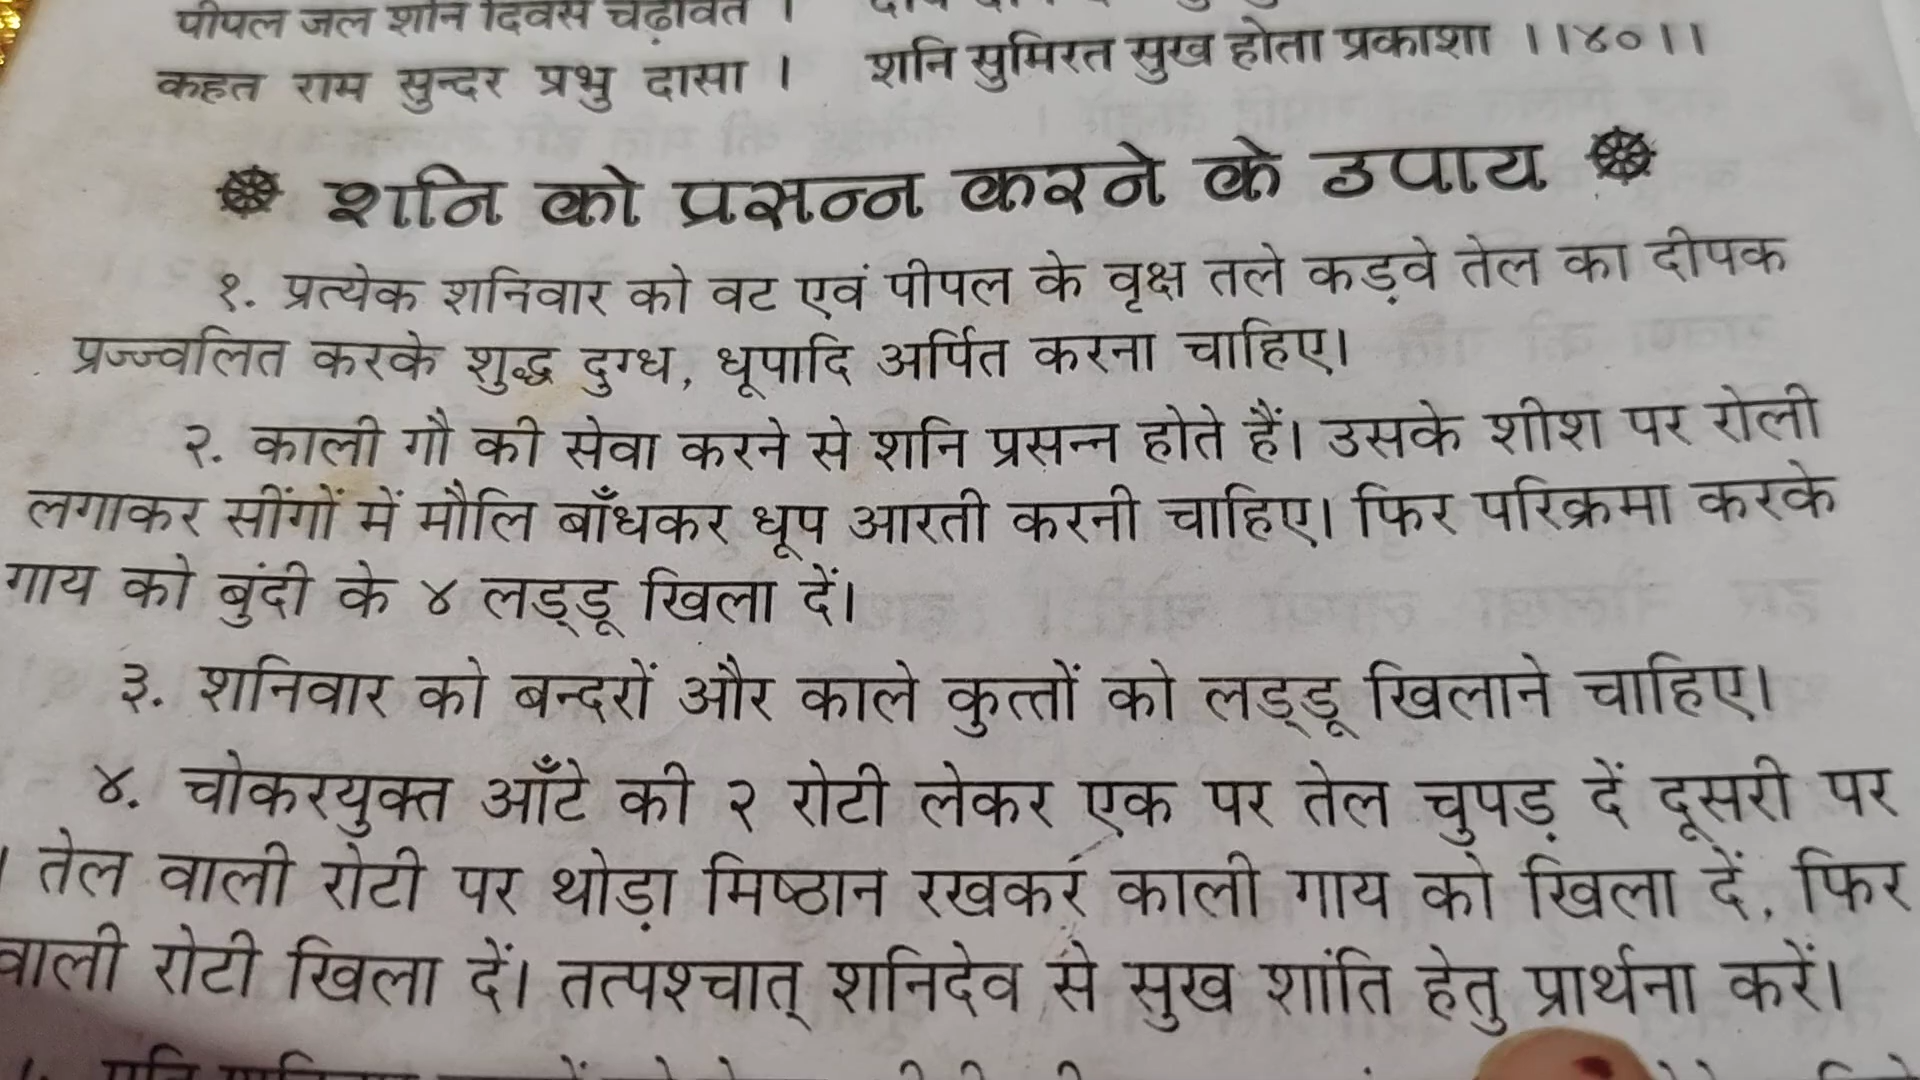 पीपल जल शनि दिवस चढ़ावत ।
कहत राम सुन्दर प्रभु दासा । शनि सुमिरत सुख होता प्रकाशा ।।४०।।
शनि को प्रसन्न करने के उपाय
१. प्रत्येक शनिवार को वट एवं पीपल के वृक्ष तले कड़वे तेल का दीपक
प्रज्ज्वलित करके शुद्ध दुग्ध, धूपादि अर्पित करना चाहिए।
२. काली गौ की सेवा करने से शनि प्रसन्न होते हैं। उसके शीश पर रोली
लगाकर सींगों में मौलि बाँधकर धूप आरती करनी चाहिए। फिर परिक्रमा करके
गाय को बुंदी के ४ लड्डू खिला दें।
३. शनिवार को बन्दरों और काले कुत्तों को लड्डू खिलाने चाहिए।
४. चोकरयुक्त आँटे की २ रोटी लेकर एक पर तेल चुपड़ दें दूसरी पर
। तेल वाली रोटी पर थोड़ा मिष्ठान रखकर काली गाय को खिला दें, फिर
वाली रोटी खिला दें। तत्पश्चात् शनिदेव से सुख शांति हेतु प्रार्थना करें।